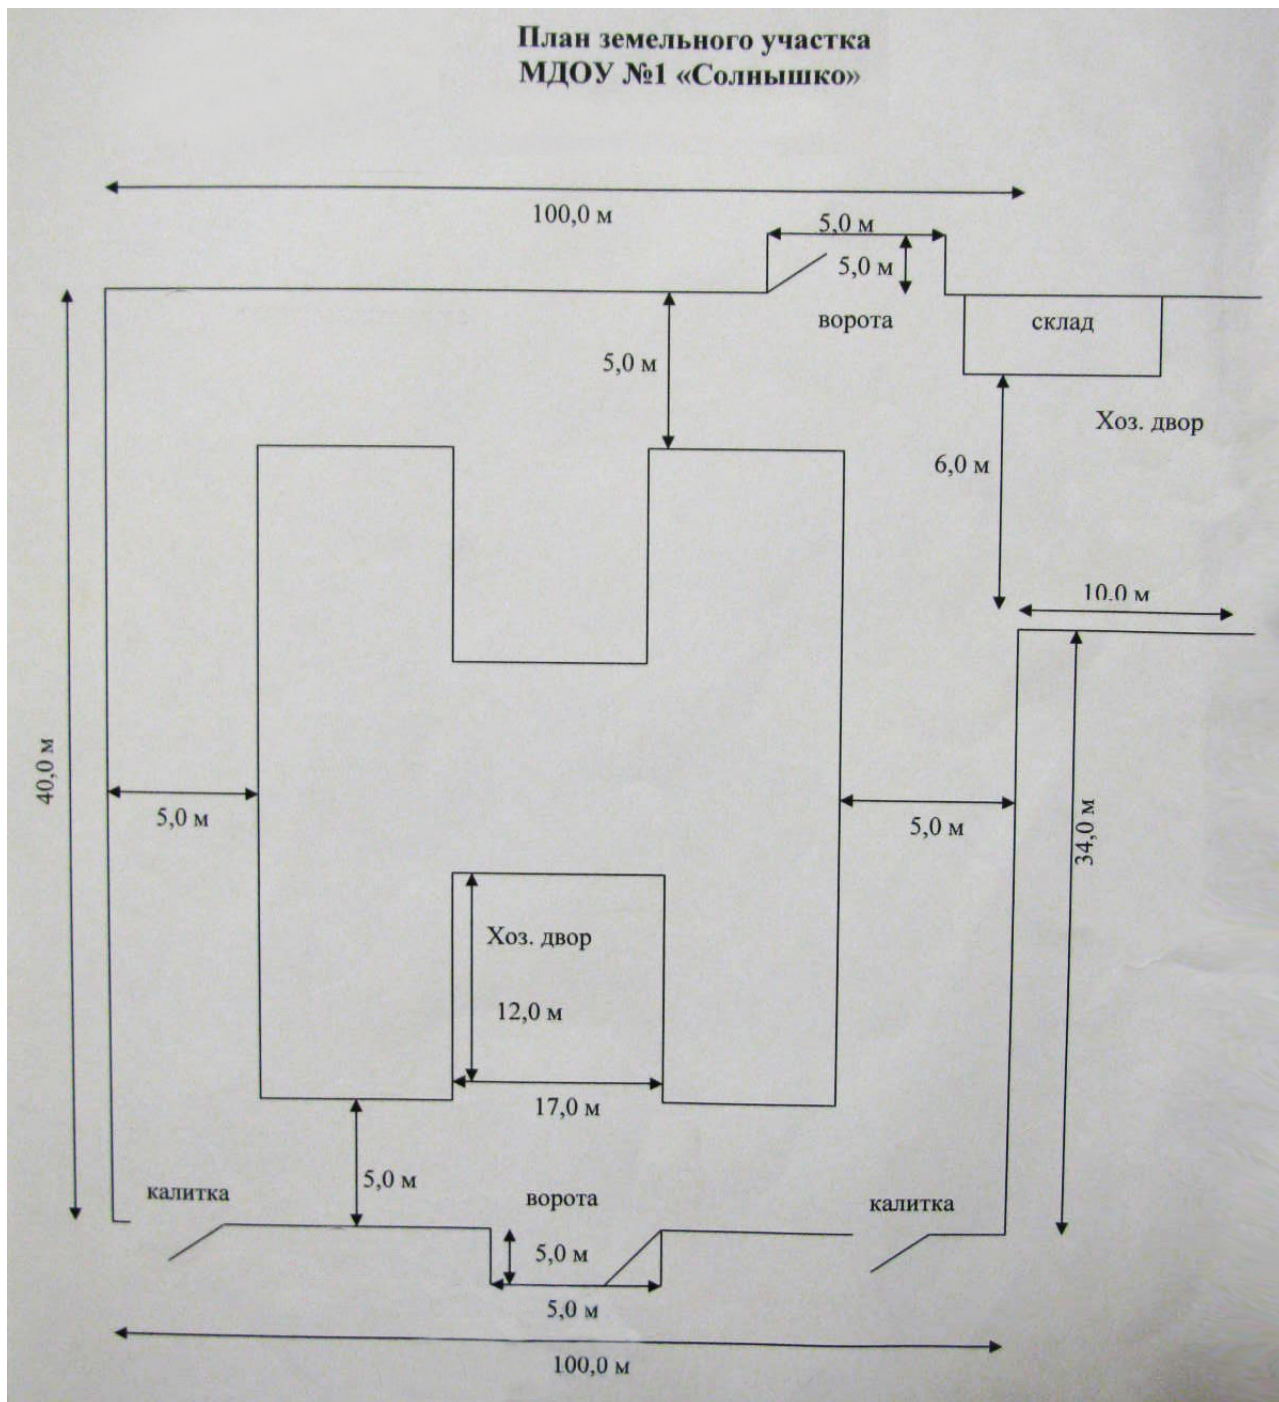 План земельного участка
МДОУ №1 «Солнышко»
100,0 м
5,0 м
5,0 м
ворота
склад
5,0 м
Хоз. двор
6,0 м
10,0 м
40,0 м
5,0 м
5,0 м
34,0 м
Хоз. двор
12,0 м
17,0 м
5,0 м
калитка
ворота
калитка
5,0 м
5,0 м
100,0 м